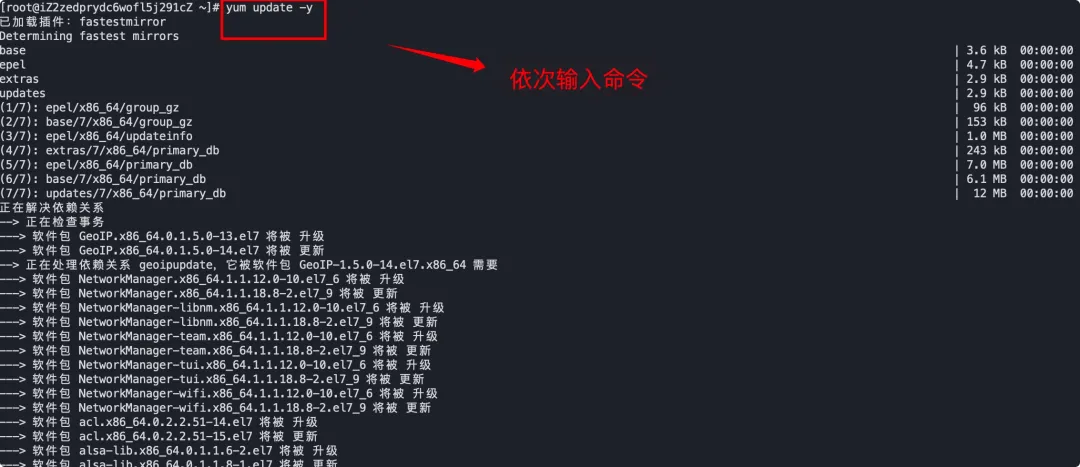 [root@iZ2zedprydc6wofl5j291cZ ~]# yum update -y
已加载插件：fastestmirror
Determining fastest mirrors
base | 3.6 kB 00:00:00
epel | 4.7 kB 00:00:00
extras | 2.9 kB 00:00:00
updates | 2.9 kB 00:00:00
依次输入命令
(1/7): epel/x86_64/group_gz | 96 kB 00:00:00
(2/7): base/7/x86_64/group_gz | 153 kB 00:00:00
(3/7): epel/x86_64/updateinfo | 1.0 MB 00:00:00
(4/7): extras/7/x86_64/primary_db | 243 kB 00:00:00
(5/7): epel/x86_64/primary_db | 7.0 MB 00:00:00
(6/7): base/7/x86_64/primary_db | 6.1 MB 00:00:00
(7/7): updates/7/x86_64/primary_db | 12 MB 00:00:00
正在解决依赖关系
--> 正在检查事务
---> 软件包 GeoIP.x86_64.0.1.5.0-13.el7 将被 升级
---> 软件包 GeoIP.x86_64.0.1.5.0-14.el7 将被 更新
--> 正在处理依赖关系 geoipupdate，它被软件包 GeoIP-1.5.0-14.el7.x86_64 需要
---> 软件包 NetworkManager.x86_64.1.1.12.0-10.el7_6 将被 升级
---> 软件包 NetworkManager.x86_64.1.1.18.8-2.el7_9 将被 更新
---> 软件包 NetworkManager-libnm.x86_64.1.1.12.0-10.el7_6 将被 升级
---> 软件包 NetworkManager-libnm.x86_64.1.1.18.8-2.el7_9 将被 更新
---> 软件包 NetworkManager-team.x86_64.1.1.12.0-10.el7_6 将被 升级
---> 软件包 NetworkManager-team.x86_64.1.1.18.8-2.el7_9 将被 更新
---> 软件包 NetworkManager-tui.x86_64.1.1.12.0-10.el7_6 将被 升级
---> 软件包 NetworkManager-tui.x86_64.1.1.18.8-2.el7_9 将被 更新
---> 软件包 NetworkManager-wifi.x86_64.1.1.12.0-10.el7_6 将被 升级
---> 软件包 NetworkManager-wifi.x86_64.1.1.18.8-2.el7_9 将被 更新
---> 软件包 acl.x86_64.0.2.2.51-14.el7 将被 升级
---> 软件包 acl.x86_64.0.2.2.51-15.el7 将被 更新
---> 软件包 alsa-lib.x86_64.0.1.1.6-2.el7 将被 升级
---> 软件包 alsa-lib.x86_64.0.1.1.8-1.el7 将被 更新